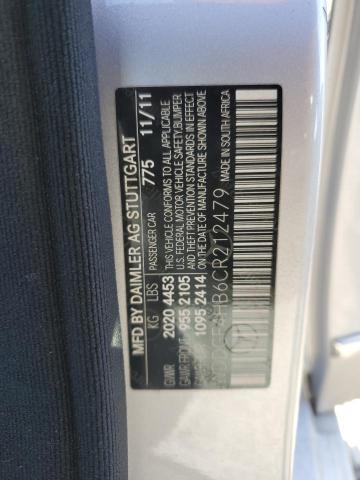 MFD BY DAIMLER AG STUTTGART
PASSENGER CAR 775 11/11
KG LBS
GVWR 2020 4453
GAWR FRONT 955 2105
GAWR 1095 2414
THIS VEHICLE CONFORMS TO ALL APPLICABLE
U.S. FEDERAL MOTOR VEHICLE SAFETY, BUMPER
AND THEFT PREVENTION STANDARDS IN EFFECT
ON THE DATE OF MANUFACTURE SHOWN ABOVE
HB6CR212479
MADE IN SOUTH AFRICA